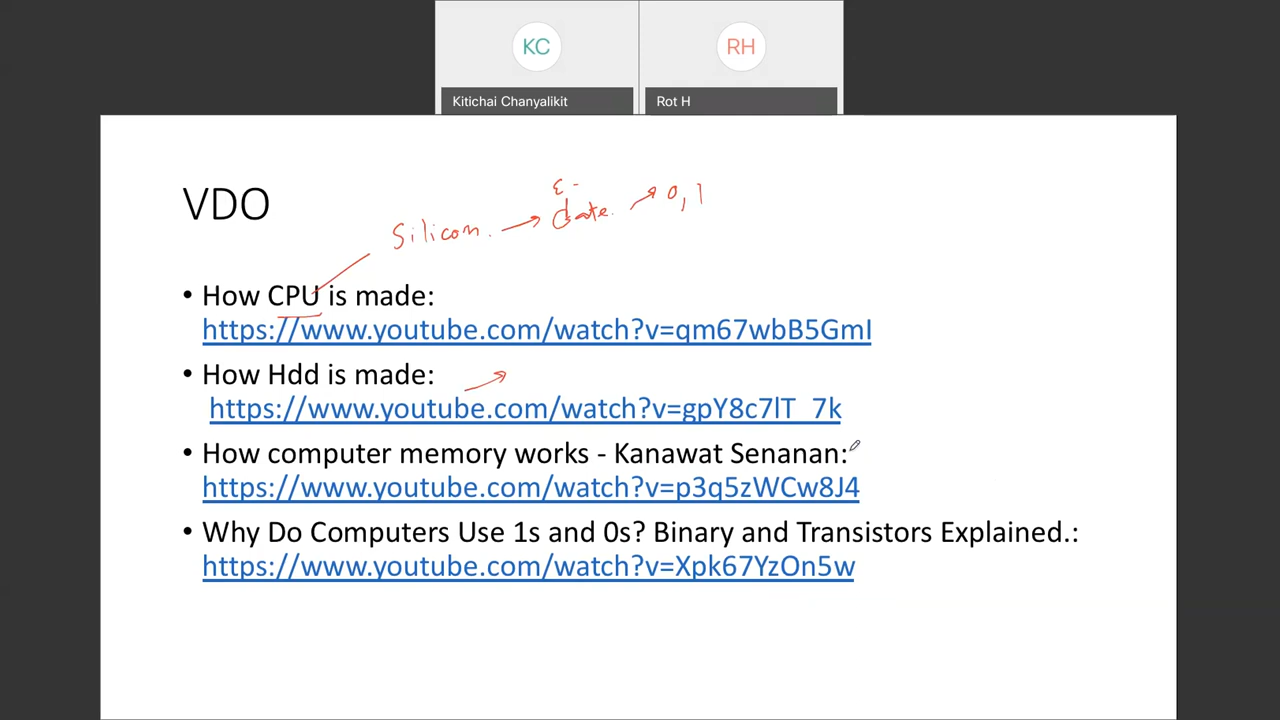 KC
RH
Kitichai Chanyalikit
Rot H
VDO
Silicon. → date. → 0, 1
• How CPU is made:
https://www.youtube.com/watch?v=qm67wbB5GmI
• How Hdd is made:
https://www.youtube.com/watch?v=gpY8c7lT_7k
• How computer memory works - Kanawat Senanan:
https://www.youtube.com/watch?v=p3q5zWCw8J4
• Why Do Computers Use 1s and 0s? Binary and Transistors Explained.:
https://www.youtube.com/watch?v=Xpk67YzOn5w